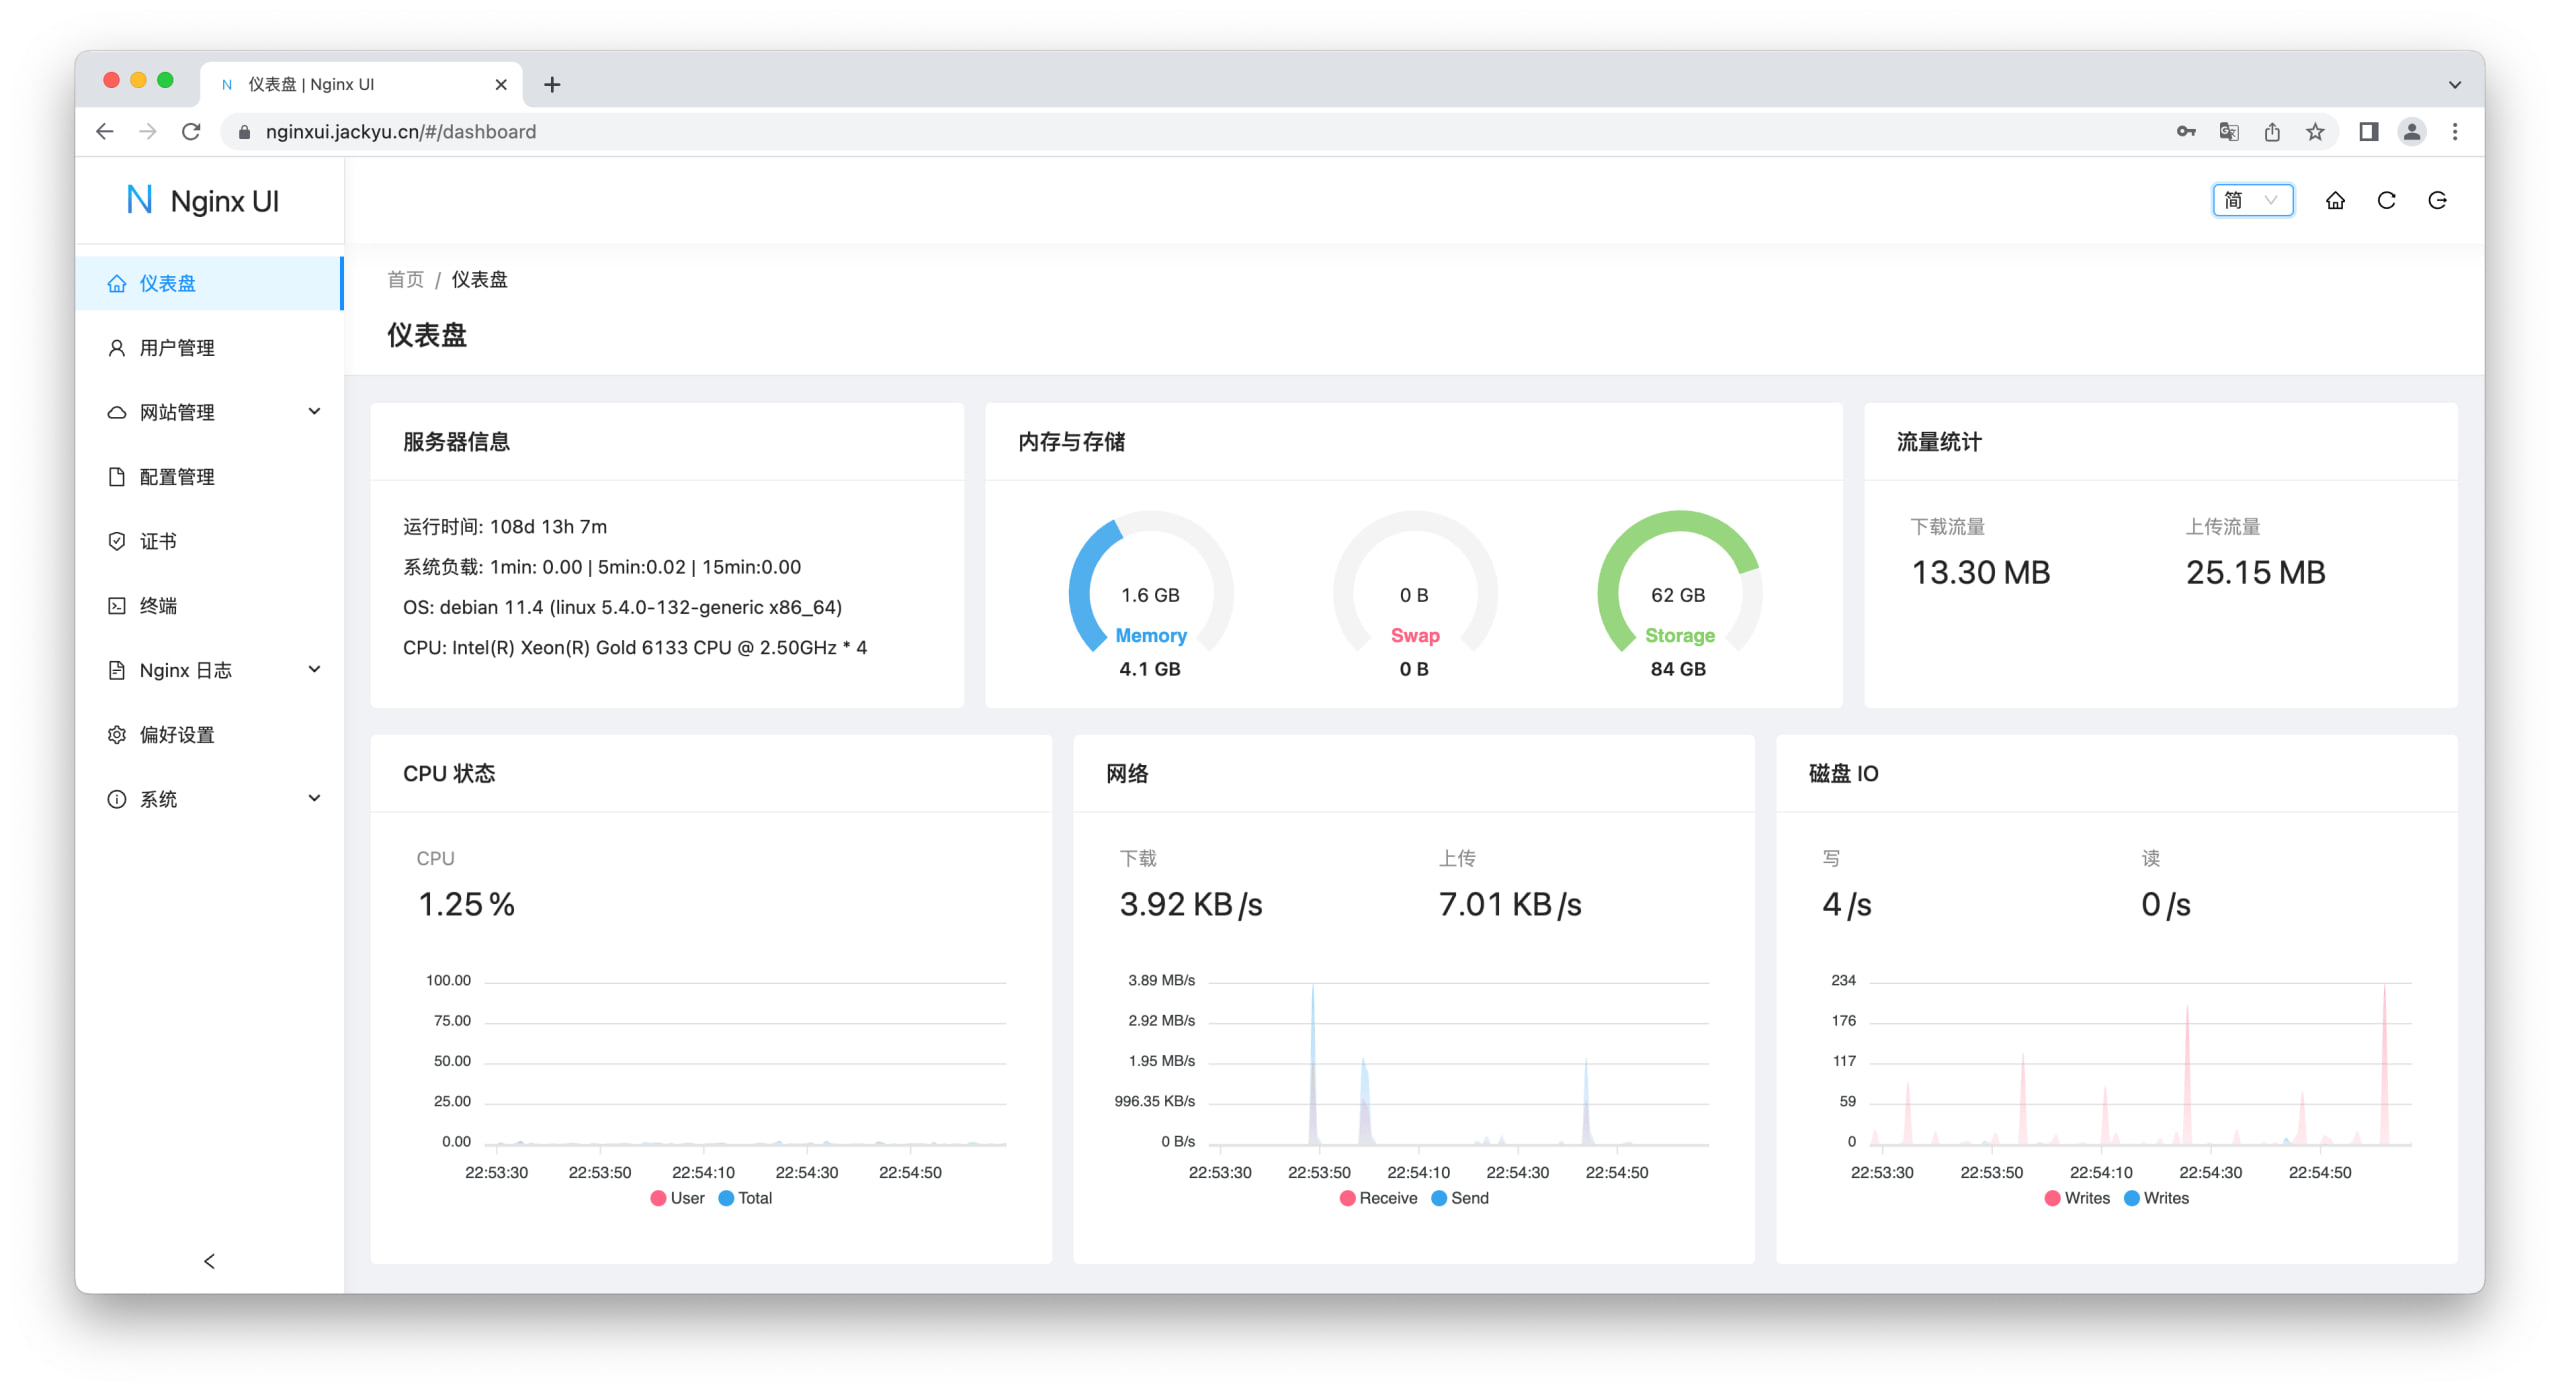 仪表盘 | Nginx UI
nginxui.jackyu.cn/#/dashboard
Nginx UI
简
仪表盘
用户管理
网站管理
配置管理
证书
终端
Nginx 日志
偏好设置
系统
首页 / 仪表盘
仪表盘
服务器信息
运行时间: 108d 13h 7m
系统负载: 1min: 0.00 | 5min:0.02 | 15min:0.00
OS: debian 11.4 (linux 5.4.0-132-generic x86_64)
CPU: Intel(R) Xeon(R) Gold 6133 CPU @ 2.50GHz * 4
内存与存储
1.6 GB
Memory
4.1 GB
0 B
Swap
0 B
62 GB
Storage
84 GB
流量统计
下载流量
13.30 MB
上传流量
25.15 MB
CPU 状态
CPU
1.25 %
100.00
75.00
50.00
25.00
0.00
22:53:30 22:53:50 22:54:10 22:54:30 22:54:50
User Total
网络
下载
3.92 KB /s
上传
7.01 KB /s
3.89 MB/s
2.92 MB/s
1.95 MB/s
996.35 KB/s
0 B/s
22:53:30 22:53:50 22:54:10 22:54:30 22:54:50
Receive Send
磁盘 IO
写
4 /s
读
0 /s
234
176
117
59
0
22:53:30 22:53:50 22:54:10 22:54:30 22:54:50
Writes Writes